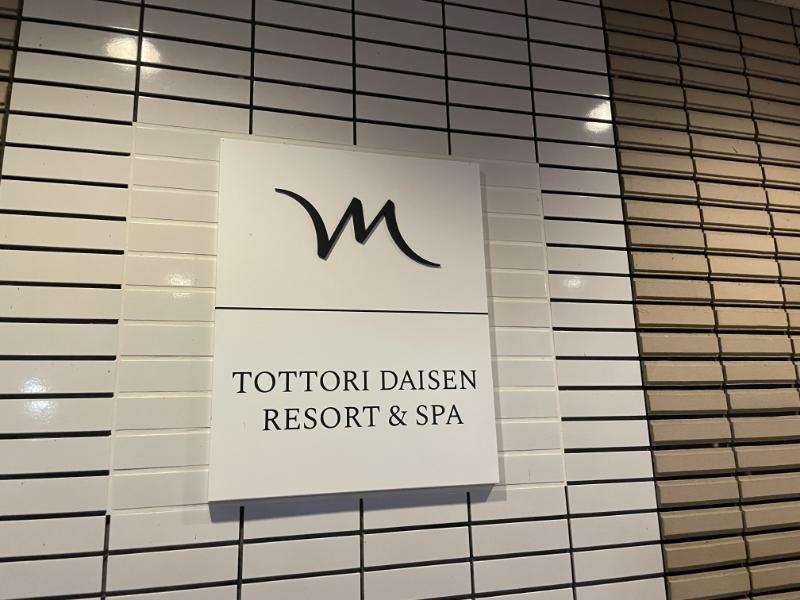 M
TOTTORI DAISEN
RESORT & SPA